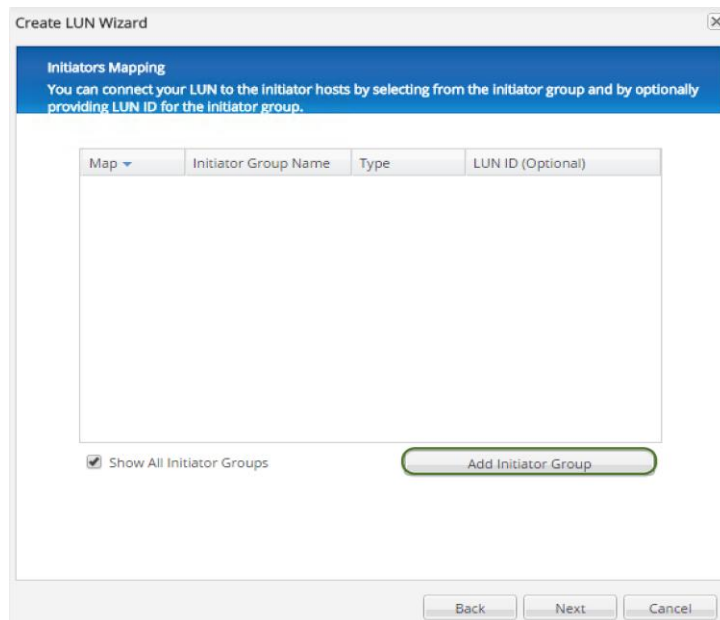 Create LUN Wizard
Initiators Mapping
You can connect your LUN to the initiator hosts by selecting from the initiator group and by optionally
providing LUN ID for the initiator group.
Map Initiator Group Name Type LUN ID (Optional)
Show All Initiator Groups Add Initiator Group
Back Next Cancel